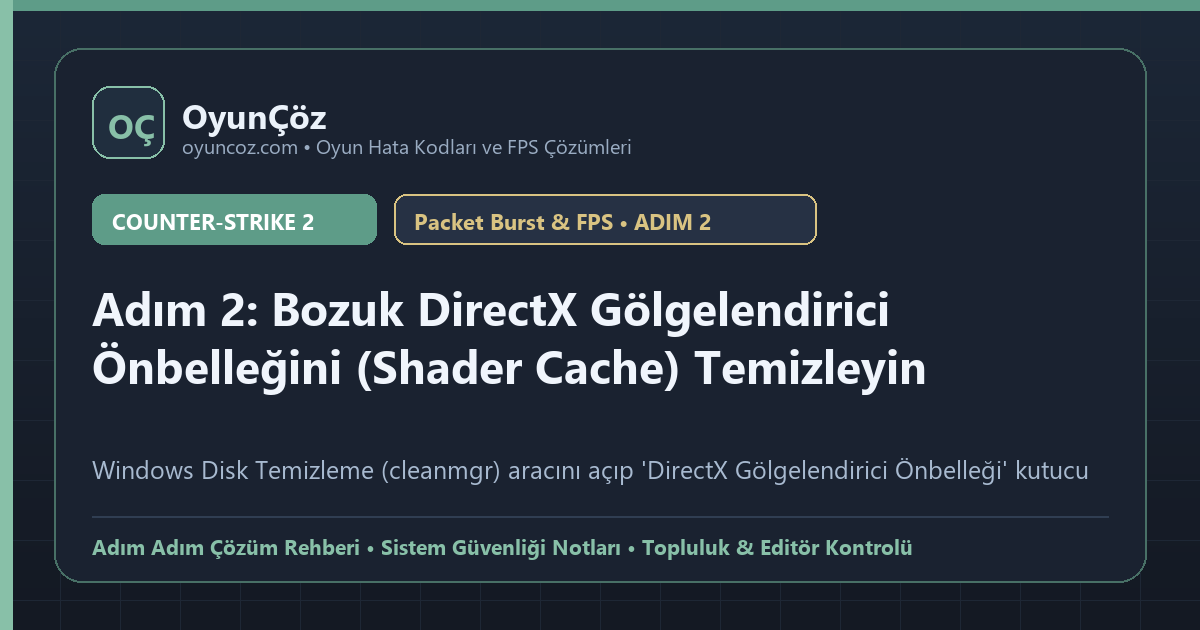 OÇ
OyunÇöz
oyuncoz.com • Oyun Hata Kodları ve FPS Çözümleri
COUNTER-STRIKE 2
Packet Burst & FPS • ADIM 2
Adım 2: Bozuk DirectX Gölgelendirici
Önbelleğini (Shader Cache) Temizleyin
Windows Disk Temizleme (cleanmgr) aracını açıp 'DirectX Gölgelendirici Önbelleği' kutucu
Adım Adım Çözüm Rehberi • Sistem Güvenliği Notları • Topluluk & Editör Kontrolü